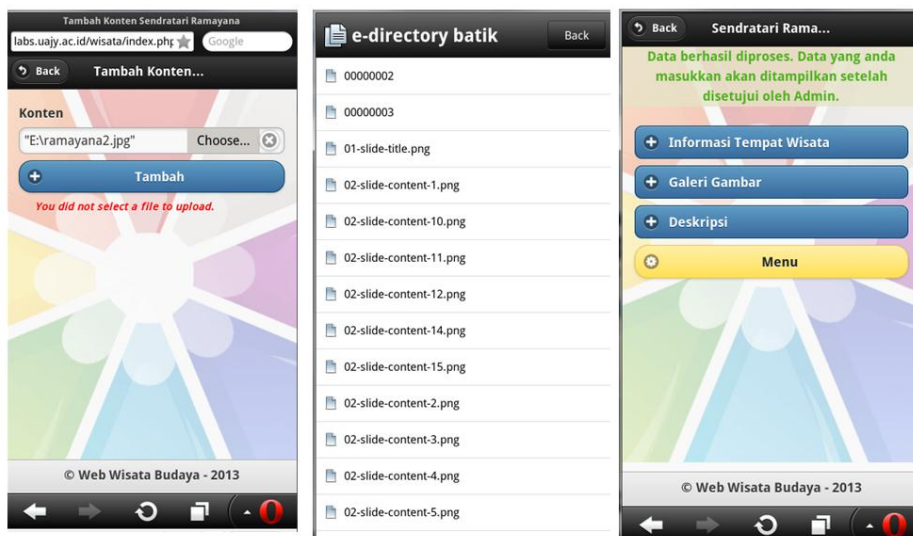 Tambah Konten Sendratari Ramayana
labs.uajy.ac.id/wisata/index.php
Google
Back
Tambah Konten...
Konten
"E:\ramayana2.jpg"
Choose...
Tambah
You did not select a file to upload.
© Web Wisata Budaya - 2013
e-directory batik
Back
00000002
00000003
01-slide-title.png
02-slide-content-1.png
02-slide-content-10.png
02-slide-content-11.png
02-slide-content-12.png
02-slide-content-14.png
02-slide-content-15.png
02-slide-content-2.png
02-slide-content-3.png
02-slide-content-4.png
02-slide-content-5.png
Back
Sendratari Rama...
Data berhasil diproses. Data yang anda
masukkan akan ditampilkan setelah
disetujui oleh Admin.
Informasi Tempat Wisata
Galeri Gambar
Deskripsi
Menu
© Web Wisata Budaya - 2013